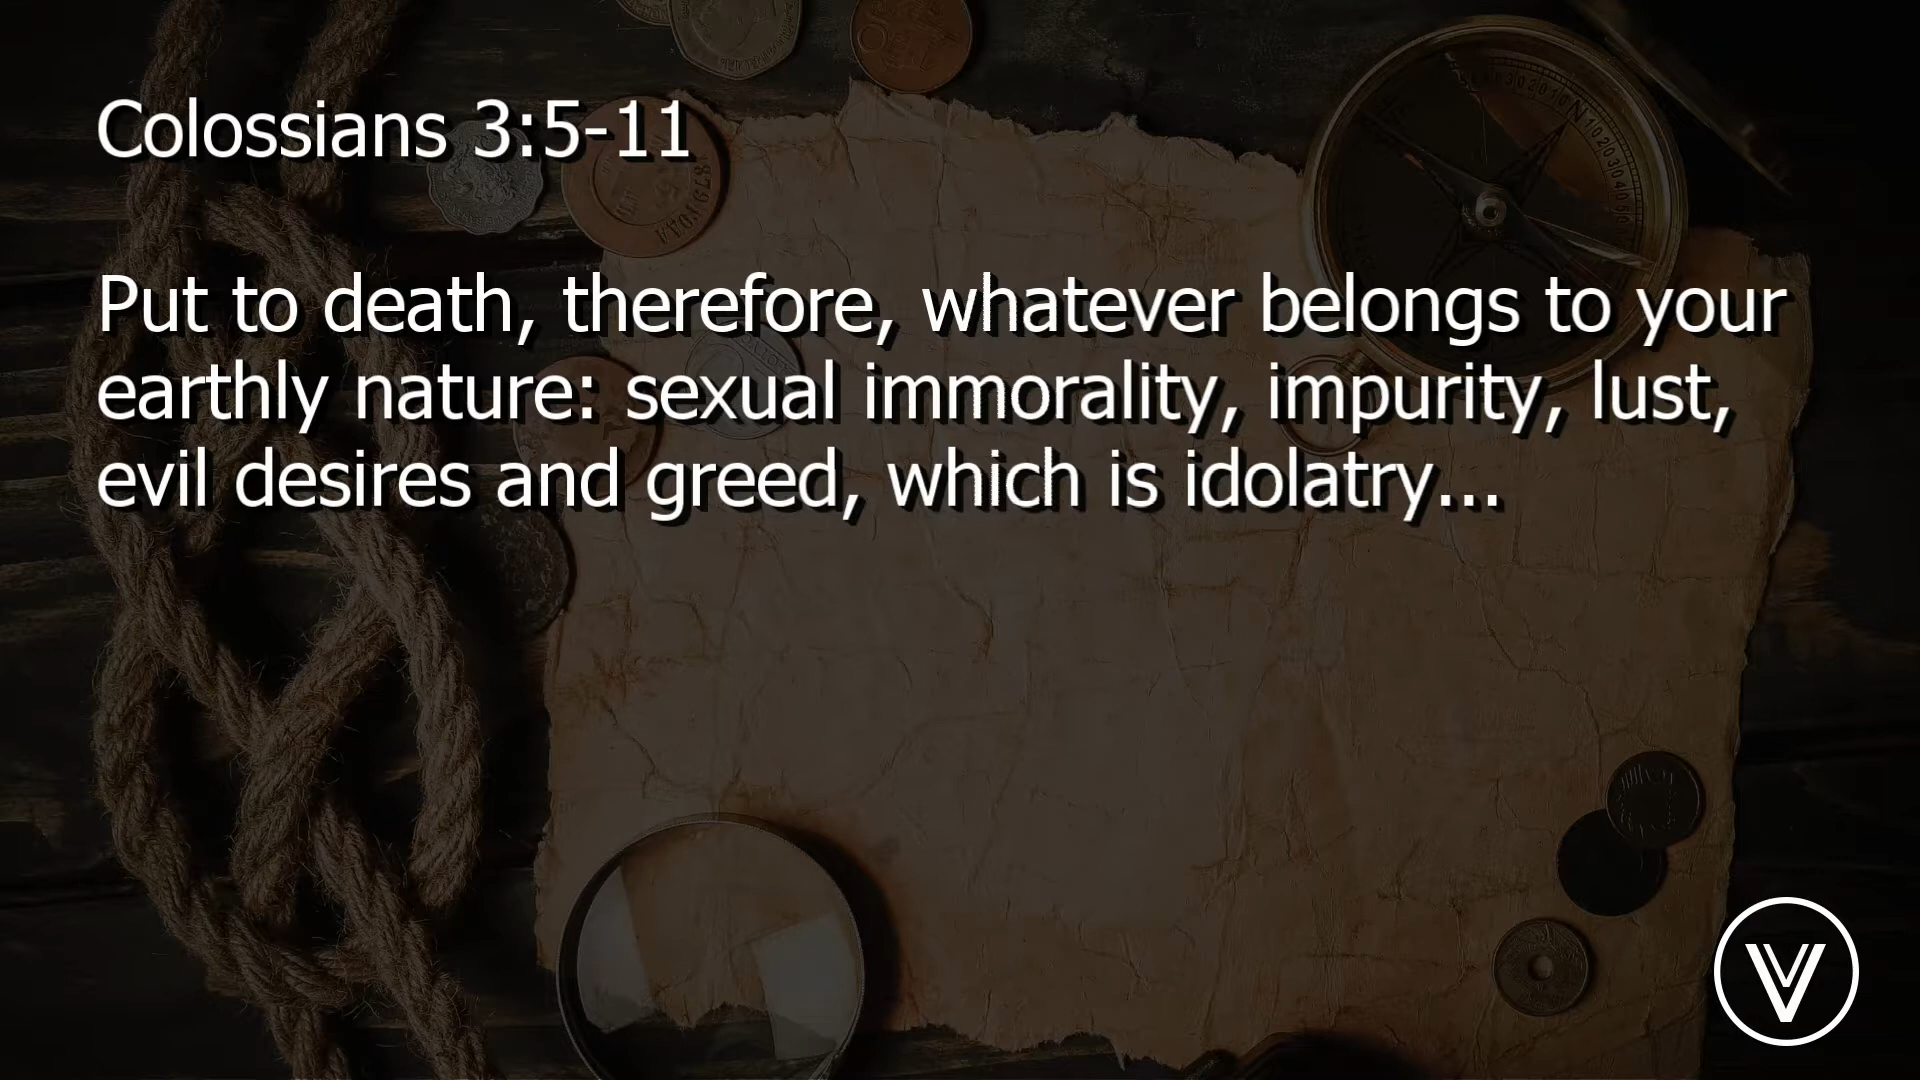 Colossians 3:5-11
Put to death, therefore, whatever belongs to your
earthly nature: sexual immorality, impurity, lust,
evil desires and greed, which is idolatry...